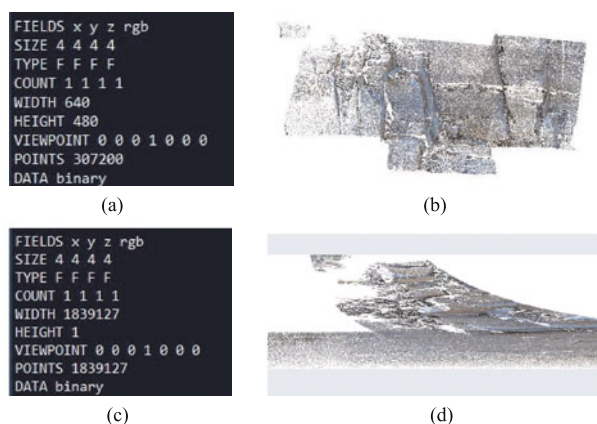 FIELDS x y z rgb
SIZE 4 4 4 4
TYPE F F F F
COUNT 1 1 1 1
WIDTH 640
HEIGHT 480
VIEWPOINT 0 0 0 1 0 0 0
POINTS 307200
DATA binary
(a)
(b)
FIELDS x y z rgb
SIZE 4 4 4 4
TYPE F F F F
COUNT 1 1 1 1
WIDTH 1839127
HEIGHT 1
VIEWPOINT 0 0 0 1 0 0 0
POINTS 1839127
DATA binary
(c)
(d)